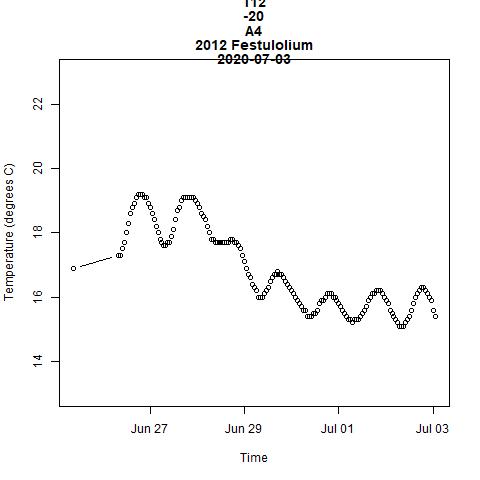 T12
-20
A4
2012 Festulolium
2020-07-03
22
20
18
16
14
Temperature (degrees C)
Jun 27
Jun 29
Jul 01
Jul 03
Time